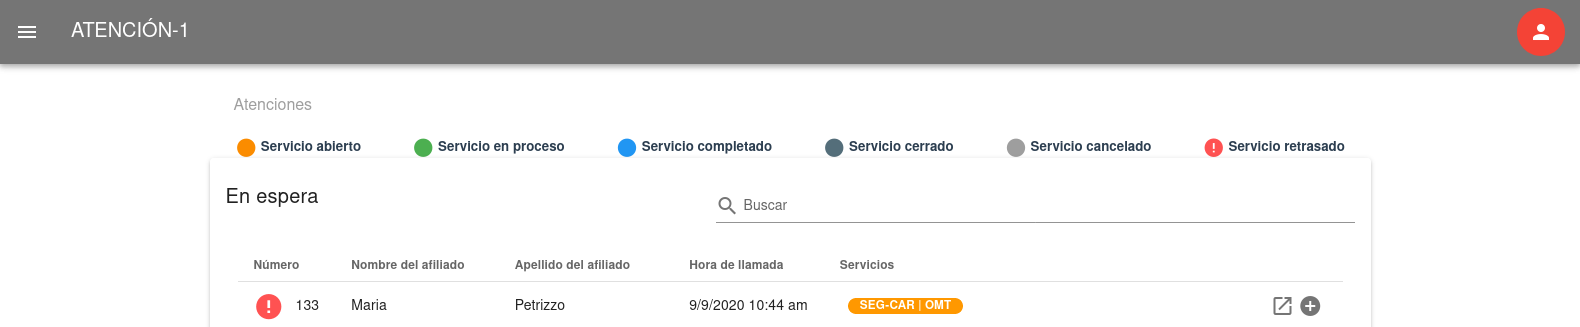 ATENCIÓN-1
Atenciones
Servicio abierto Servicio en proceso Servicio completado Servicio cerrado Servicio cancelado Servicio retrasado
En espera
Buscar
Número Nombre del afiliado Apellido del afiliado Hora de llamada Servicios
133 Maria Petrizzo 9/9/2020 10:44 am SEG-CAR | OMT